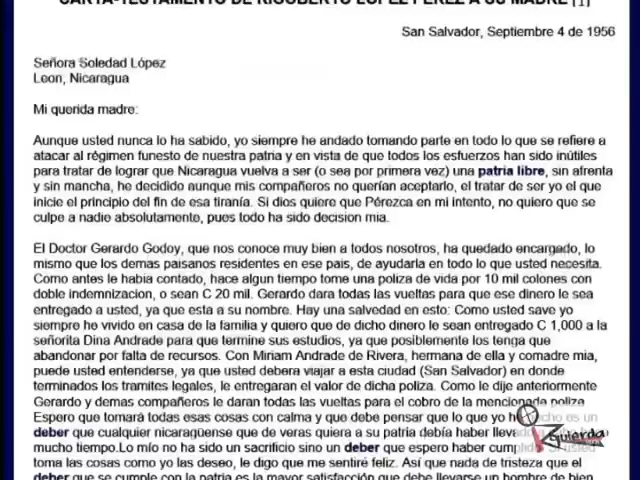 CARTA-TESTAMENTO DE RIGOBERTO LÓPEZ PÉREZ A SU MADRE [1]
San Salvador, Septiembre 4 de 1956
Señora Soledad López
Leon, Nicaragua
Mi querida madre:
Aunque usted nunca lo ha sabido, yo siempre he andado tomando parte en todo lo que se refiere a
atacar al régimen funesto de nuestra patria y en vista de que todos los esfuerzos han sido inútiles
para tratar de lograr que Nicaragua vuelva a ser (o sea por primera vez) una patria libre, sin afrenta
y sin mancha, he decidido aunque mis compañeros no querían aceptarlo, el tratar de ser yo el que
inicie el principio del fin de esa tiranía. Si dios quiere que Pérezca en mi intento, no quiero que se
culpe a nadie absolutamente, pues todo ha sido decision mia.
El Doctor Gerardo Godoy, que nos conoce muy bien a todos nosotros, ha quedado encargado, lo
mismo que los demas paisanos residentes en ese pais, de ayudarla en todo lo que usted necesita.
Como antes le habia contado, hace algun tiempo tome una poliza de vida por 10 mil colones con
doble indemnizacion, o sean C 20 mil. Gerardo dara todas las vueltas para que ese dinero le sea
entregado a usted, ya que esta a su nombre. Hay una salvedad en esto: Como usted save yo
siempre he vivido en casa de la familia y quiero que de dicho dinero le sean entregado C 1,000 a la
señorita Dina Andrade para que termine sus estudios, ya que posiblemente los tenga que
abandonar por falta de recursos. Con Miriam Andrade de Rivera, hermana de ella y comadre mia,
puede usted entenderse, ya que usted debera viajar a esta ciudad (San Salvador) en donde
terminados los tramites legales, le entregaran el valor de dicha poliza. Como le dije anteriormente
Gerardo y demas compañeros le daran todas las vueltas para el cobro de la mencionada poliza.
Espero que tomará todas esas cosas con calma y que debe pensar que lo que yo he hecho es un
deber que cualquier nicaragüense que de veras quiera a su patria debía haber llevado
mucho tiempo.Lo mío no ha sido un sacrificio sino un deber que espero haber cumplido Si usted
toma las cosas como yo las deseo, le digo que me sentiré feliz. Así que nada de tristeza que el
deber que se cumple con la patria es la mayor satisfacción que debe llevarse un hombre de bien
Izquierda